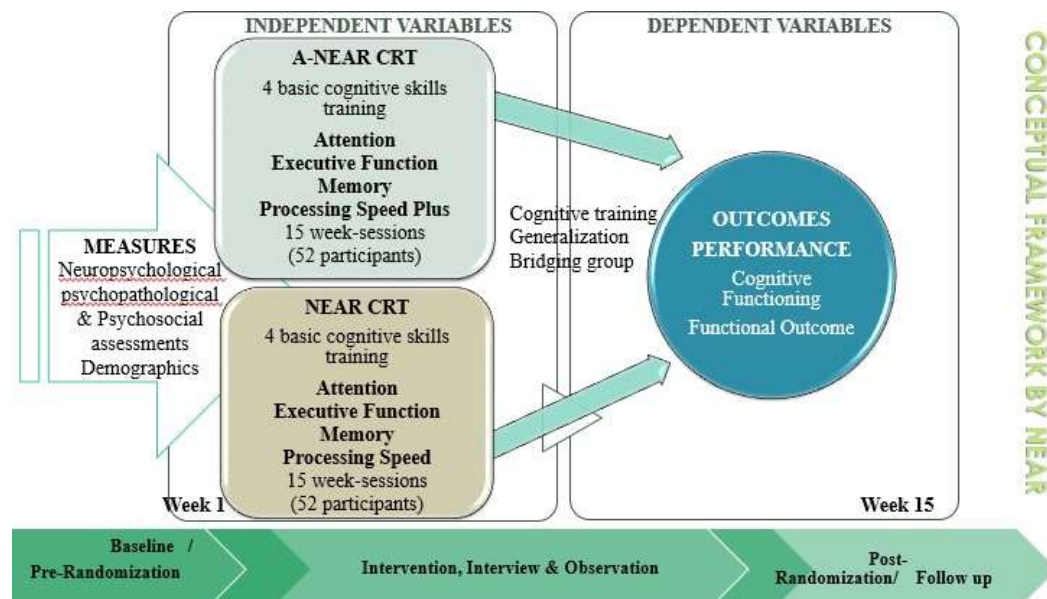 INDEPENDENT VARIABLES
DEPENDENT VARIABLES
A-NEAR CRT
4 basic cognitive skills
training
Attention
Executive Function
Memory
Processing Speed Plus
15 week-sessions
(52 participants)
MEASURES
Neuropsychological
psychopathological
& Psychosocial
assessments
Demographics
NEAR CRT
4 basic cognitive skills
training
Attention
Executive Function
Memory
Processing Speed
15 week-sessions
(52 participants)
Cognitive training
Generalization
Bridging group
OUTCOMES
PERFORMANCE
Cognitive
Functioning
Functional Outcome
Week 1
Week 15
CONCEPTUAL FRAMEWORK BY NEAR
Baseline /
Pre-Randomization
Intervention, Interview & Observation
Post-
Randomization/ Follow up